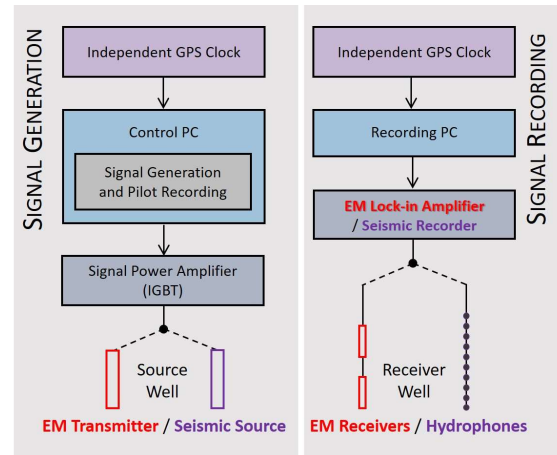 SIGNAL GENERATION
Independent GPS Clock
Control PC
Signal Generation
and Pilot Recording
Signal Power Amplifier
(IGBT)
Source
Well
EM Transmitter / Seismic Source
SIGNAL RECORDING
Independent GPS Clock
Recording PC
EM Lock-in Amplifier
/ Seismic Recorder
Receiver
Well
EM Receivers / Hydrophones